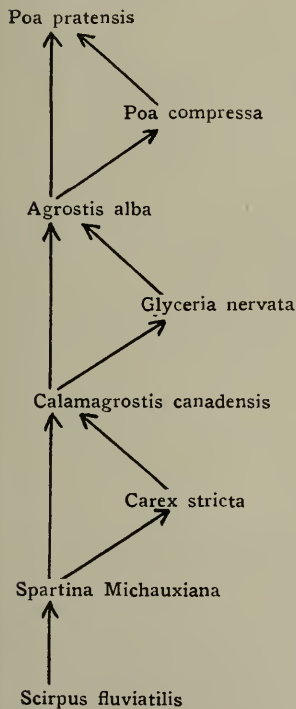 Poa pratensis
Poa compressa
Agrostis alba
Glyceria nervata
Calamagrostis canadensis
Carex stricta
Spartina Michauxiana
Scirpus fluviatilis